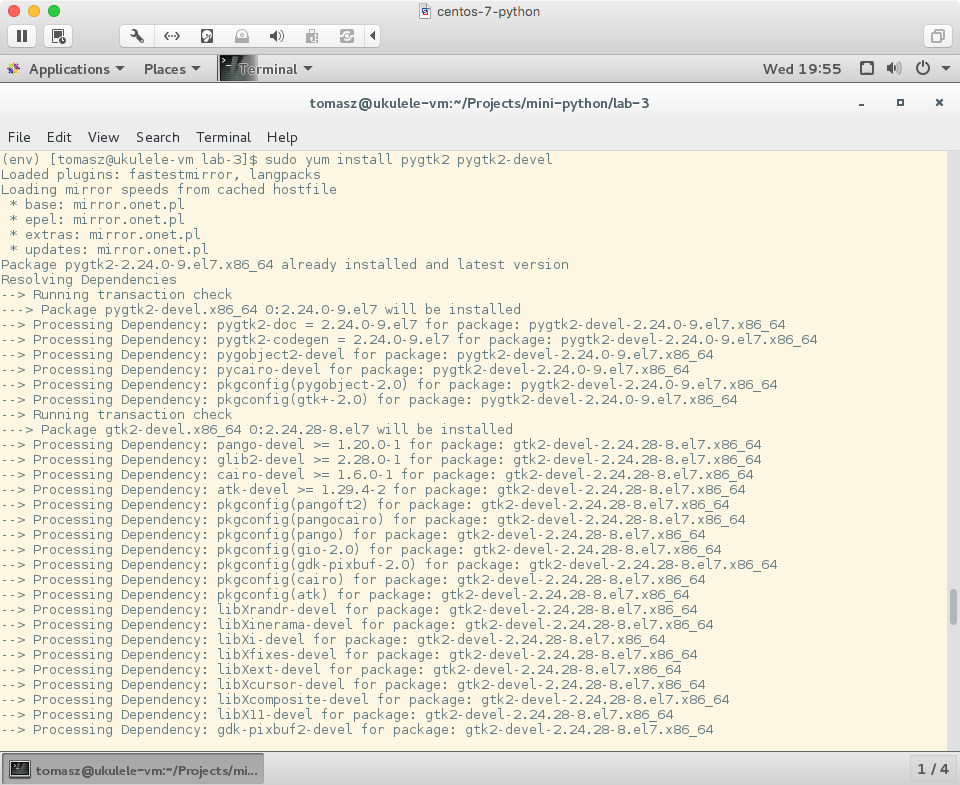 centos-7-python
Applications Places Terminal Wed 19:55
tomasz@ukulele-vm:~/Projects/mini-python/lab-3
File Edit View Search Terminal Help
(env) [tomasz@ukulele-vm lab-3]$ sudo yum install pygtk2 pygtk2-devel
Loaded plugins: fastestmirror, langpacks
Loading mirror speeds from cached hostfile
 * base: mirror.onet.pl
 * epel: mirror.onet.pl
 * extras: mirror.onet.pl
 * updates: mirror.onet.pl
Package pygtk2-2.24.0-9.el7.x86_64 already installed and latest version
Resolving Dependencies
--> Running transaction check
---> Package pygtk2-devel.x86_64 0:2.24.0-9.el7 will be installed
--> Processing Dependency: pygtk2-doc = 2.24.0-9.el7 for package: pygtk2-devel-2.24.0-9.el7.x86_64
--> Processing Dependency: pygtk2-codegen = 2.24.0-9.el7 for package: pygtk2-devel-2.24.0-9.el7.x86_64
--> Processing Dependency: pygobject2-devel for package: pygtk2-devel-2.24.0-9.el7.x86_64
--> Processing Dependency: pycairo-devel for package: pygtk2-devel-2.24.0-9.el7.x86_64
--> Processing Dependency: pkgconfig(pygobject-2.0) for package: pygtk2-devel-2.24.0-9.el7.x86_64
--> Processing Dependency: pkgconfig(gtk+-2.0) for package: pygtk2-devel-2.24.0-9.el7.x86_64
--> Running transaction check
---> Package gtk2-devel.x86_64 0:2.24.28-8.el7 will be installed
--> Processing Dependency: pango-devel >= 1.20.0-1 for package: gtk2-devel-2.24.28-8.el7.x86_64
--> Processing Dependency: glib2-devel >= 2.28.0-1 for package: gtk2-devel-2.24.28-8.el7.x86_64
--> Processing Dependency: cairo-devel >= 1.6.0-1 for package: gtk2-devel-2.24.28-8.el7.x86_64
--> Processing Dependency: atk-devel >= 1.29.4-2 for package: gtk2-devel-2.24.28-8.el7.x86_64
--> Processing Dependency: pkgconfig(pangoft2) for package: gtk2-devel-2.24.28-8.el7.x86_64
--> Processing Dependency: pkgconfig(pangocairo) for package: gtk2-devel-2.24.28-8.el7.x86_64
--> Processing Dependency: pkgconfig(pango) for package: gtk2-devel-2.24.28-8.el7.x86_64
--> Processing Dependency: pkgconfig(gio-2.0) for package: gtk2-devel-2.24.28-8.el7.x86_64
--> Processing Dependency: pkgconfig(gdk-pixbuf-2.0) for package: gtk2-devel-2.24.28-8.el7.x86_64
--> Processing Dependency: pkgconfig(cairo) for package: gtk2-devel-2.24.28-8.el7.x86_64
--> Processing Dependency: pkgconfig(atk) for package: gtk2-devel-2.24.28-8.el7.x86_64
--> Processing Dependency: libXrandr-devel for package: gtk2-devel-2.24.28-8.el7.x86_64
--> Processing Dependency: libXinerama-devel for package: gtk2-devel-2.24.28-8.el7.x86_64
--> Processing Dependency: libXi-devel for package: gtk2-devel-2.24.28-8.el7.x86_64
--> Processing Dependency: libXfixes-devel for package: gtk2-devel-2.24.28-8.el7.x86_64
--> Processing Dependency: libXext-devel for package: gtk2-devel-2.24.28-8.el7.x86_64
--> Processing Dependency: libXcursor-devel for package: gtk2-devel-2.24.28-8.el7.x86_64
--> Processing Dependency: libXcomposite-devel for package: gtk2-devel-2.24.28-8.el7.x86_64
--> Processing Dependency: libX11-devel for package: gtk2-devel-2.24.28-8.el7.x86_64
--> Processing Dependency: gdk-pixbuf2-devel for package: gtk2-devel-2.24.28-8.el7.x86_64
tomasz@ukulele-vm:~/Projects/mi... 1 / 4